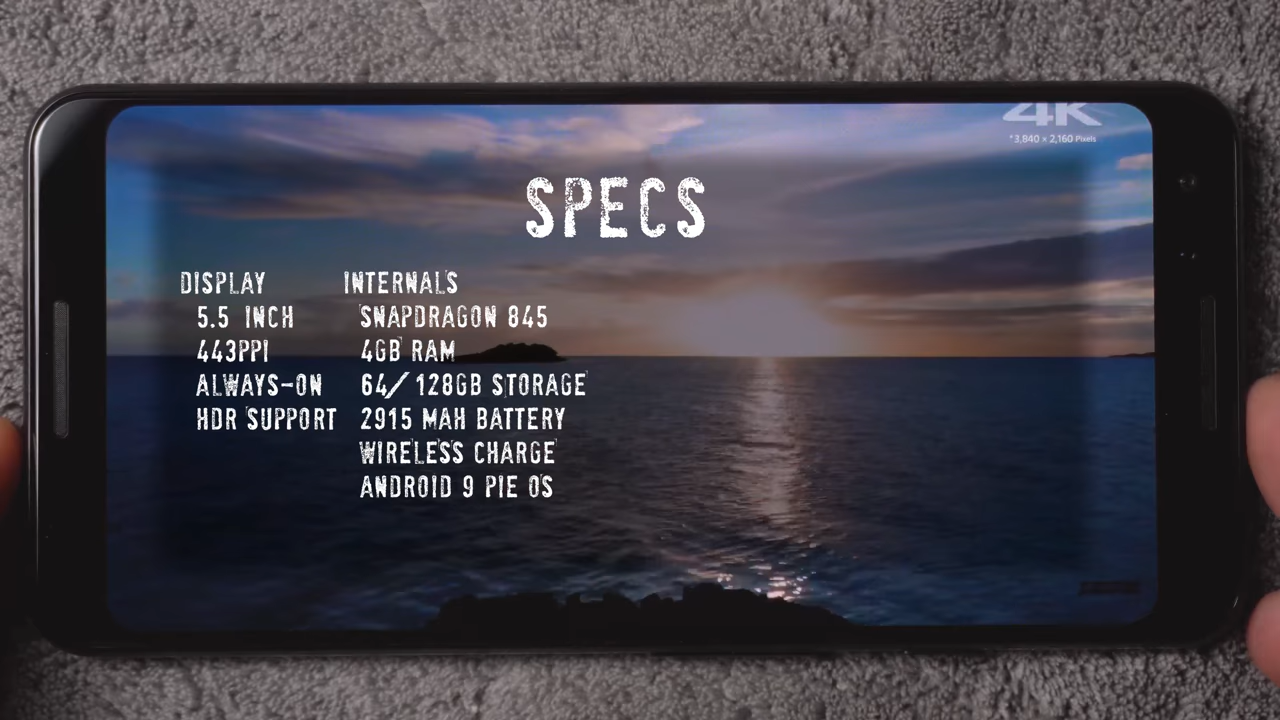 4K
*3,840 x 2,160 Pixels
SPECS
DISPLAY
5.5 INCH
443PPI
ALWAYS-ON
HDR SUPPORT
INTERNALS
SNAPDRAGON 845
4GB RAM
64/128GB STORAGE
2915 MAH BATTERY
WIRELESS CHARGE
ANDROID 9 PIE OS